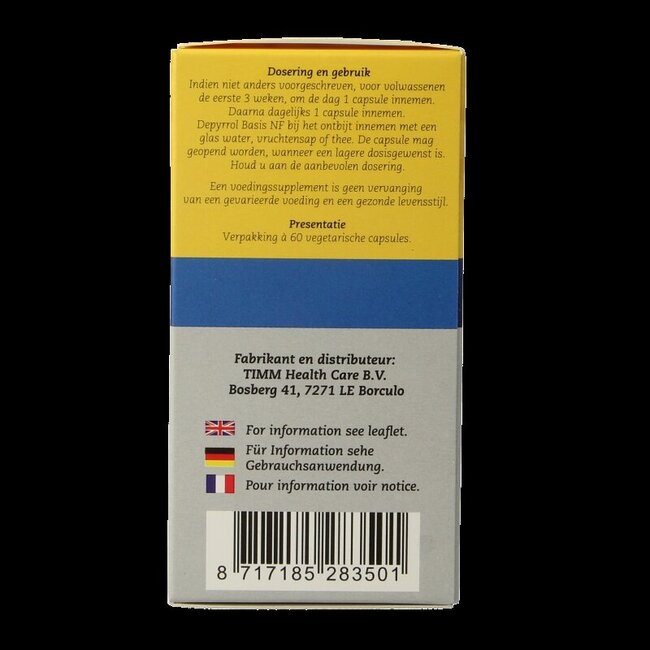 Dosering en gebruik
Indien niet anders voorgeschreven, voor volwassenen
de eerste 3 weken, om de dag 1 capsule innemen.
Daarna dagelijks 1 capsule innemen.
Depyrrol Basis NF bij het ontbijt innemen met een
glas water, vruchtensap of thee. De capsule mag
geopend worden, wanneer een lagere dosis gewenst is.
Houd u aan de aanbevolen dosering.
Een voedingssupplement is geen vervanging
van een gevarieerde voeding en een gezonde levensstijl.
Presentatie
Verpakking à 60 vegetarische capsules.
Fabrikant en distributeur:
TIMM Health Care B.V.
Bosberg 41, 7271 LE Borculo
For information see leaflet.
Für Information sehe
Gebrauchsanwendung.
Pour information voir notice.
8 717185 283501